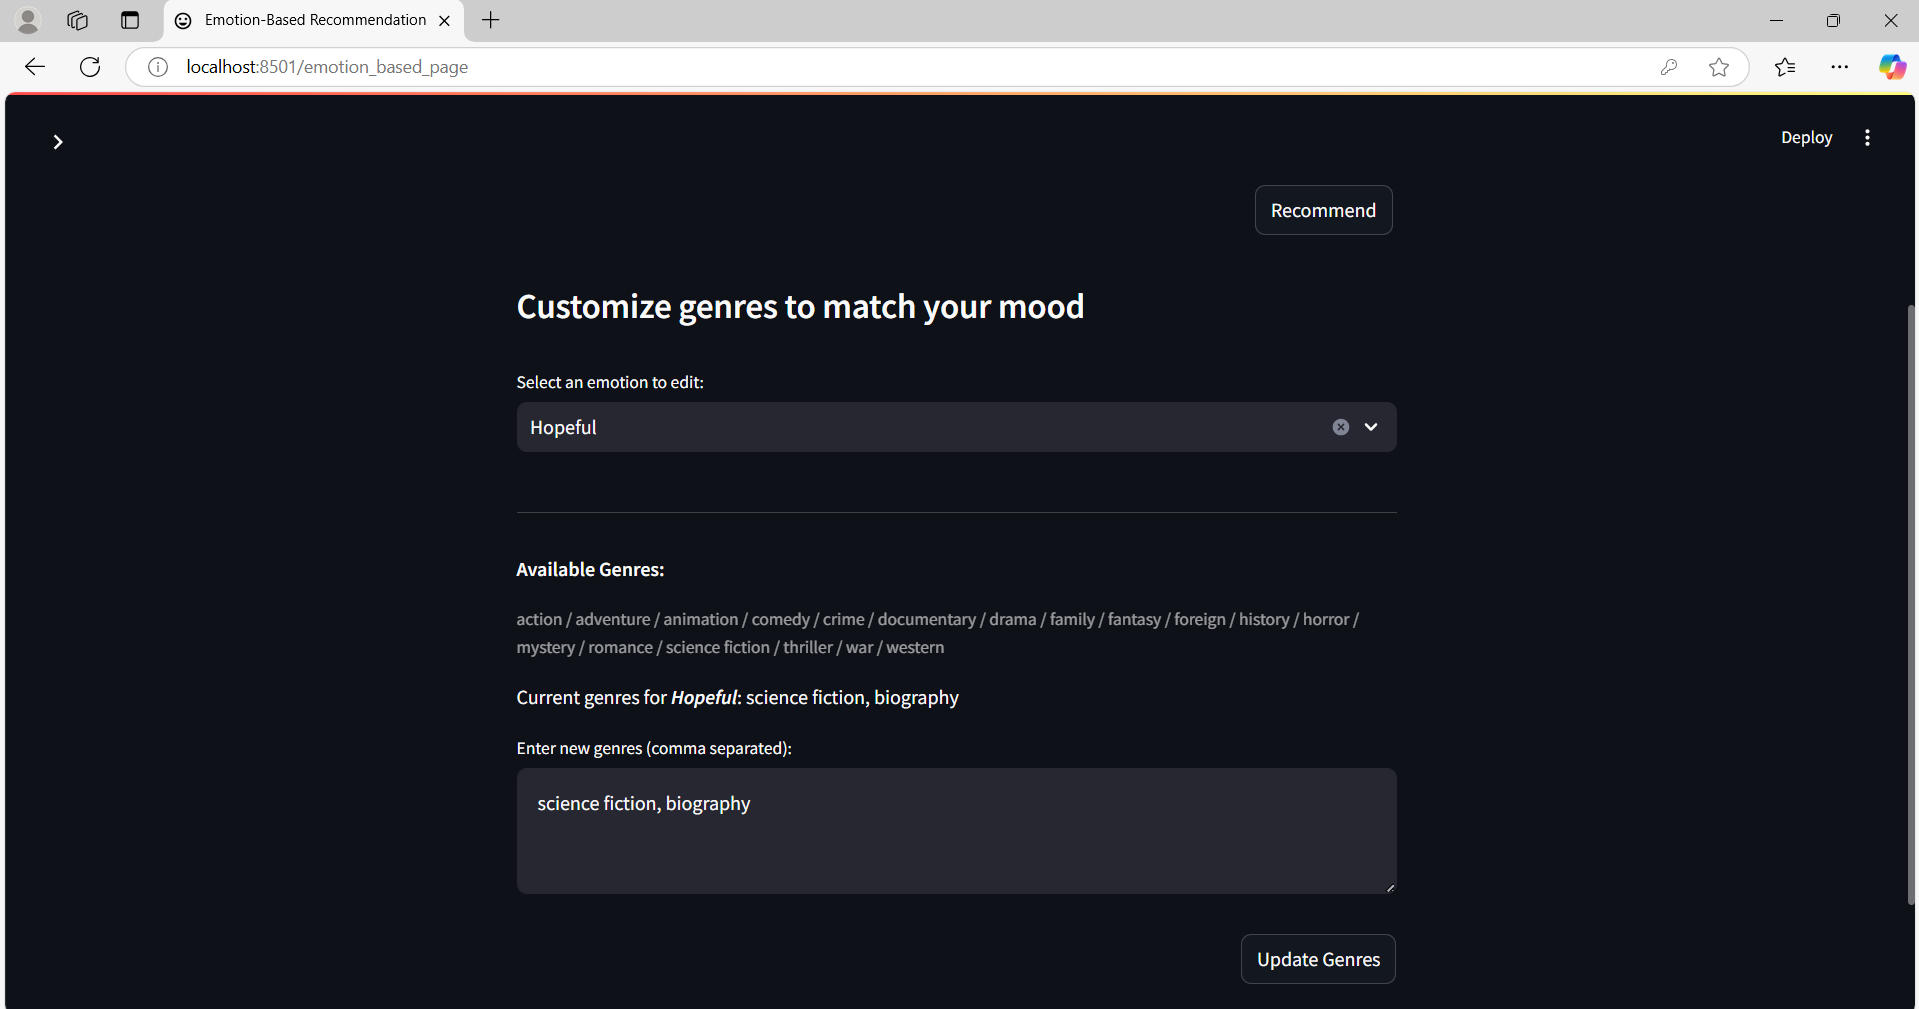 Emotion-Based Recommendation
localhost:8501/emotion_based_page
Deploy
Recommend
Customize genres to match your mood
Select an emotion to edit:
Hopeful
Available Genres:
action / adventure / animation / comedy / crime / documentary / drama / family / fantasy / foreign / history / horror /
mystery / romance / science fiction / thriller / war / western
Current genres for Hopeful: science fiction, biography
Enter new genres (comma separated):
science fiction, biography
Update Genres